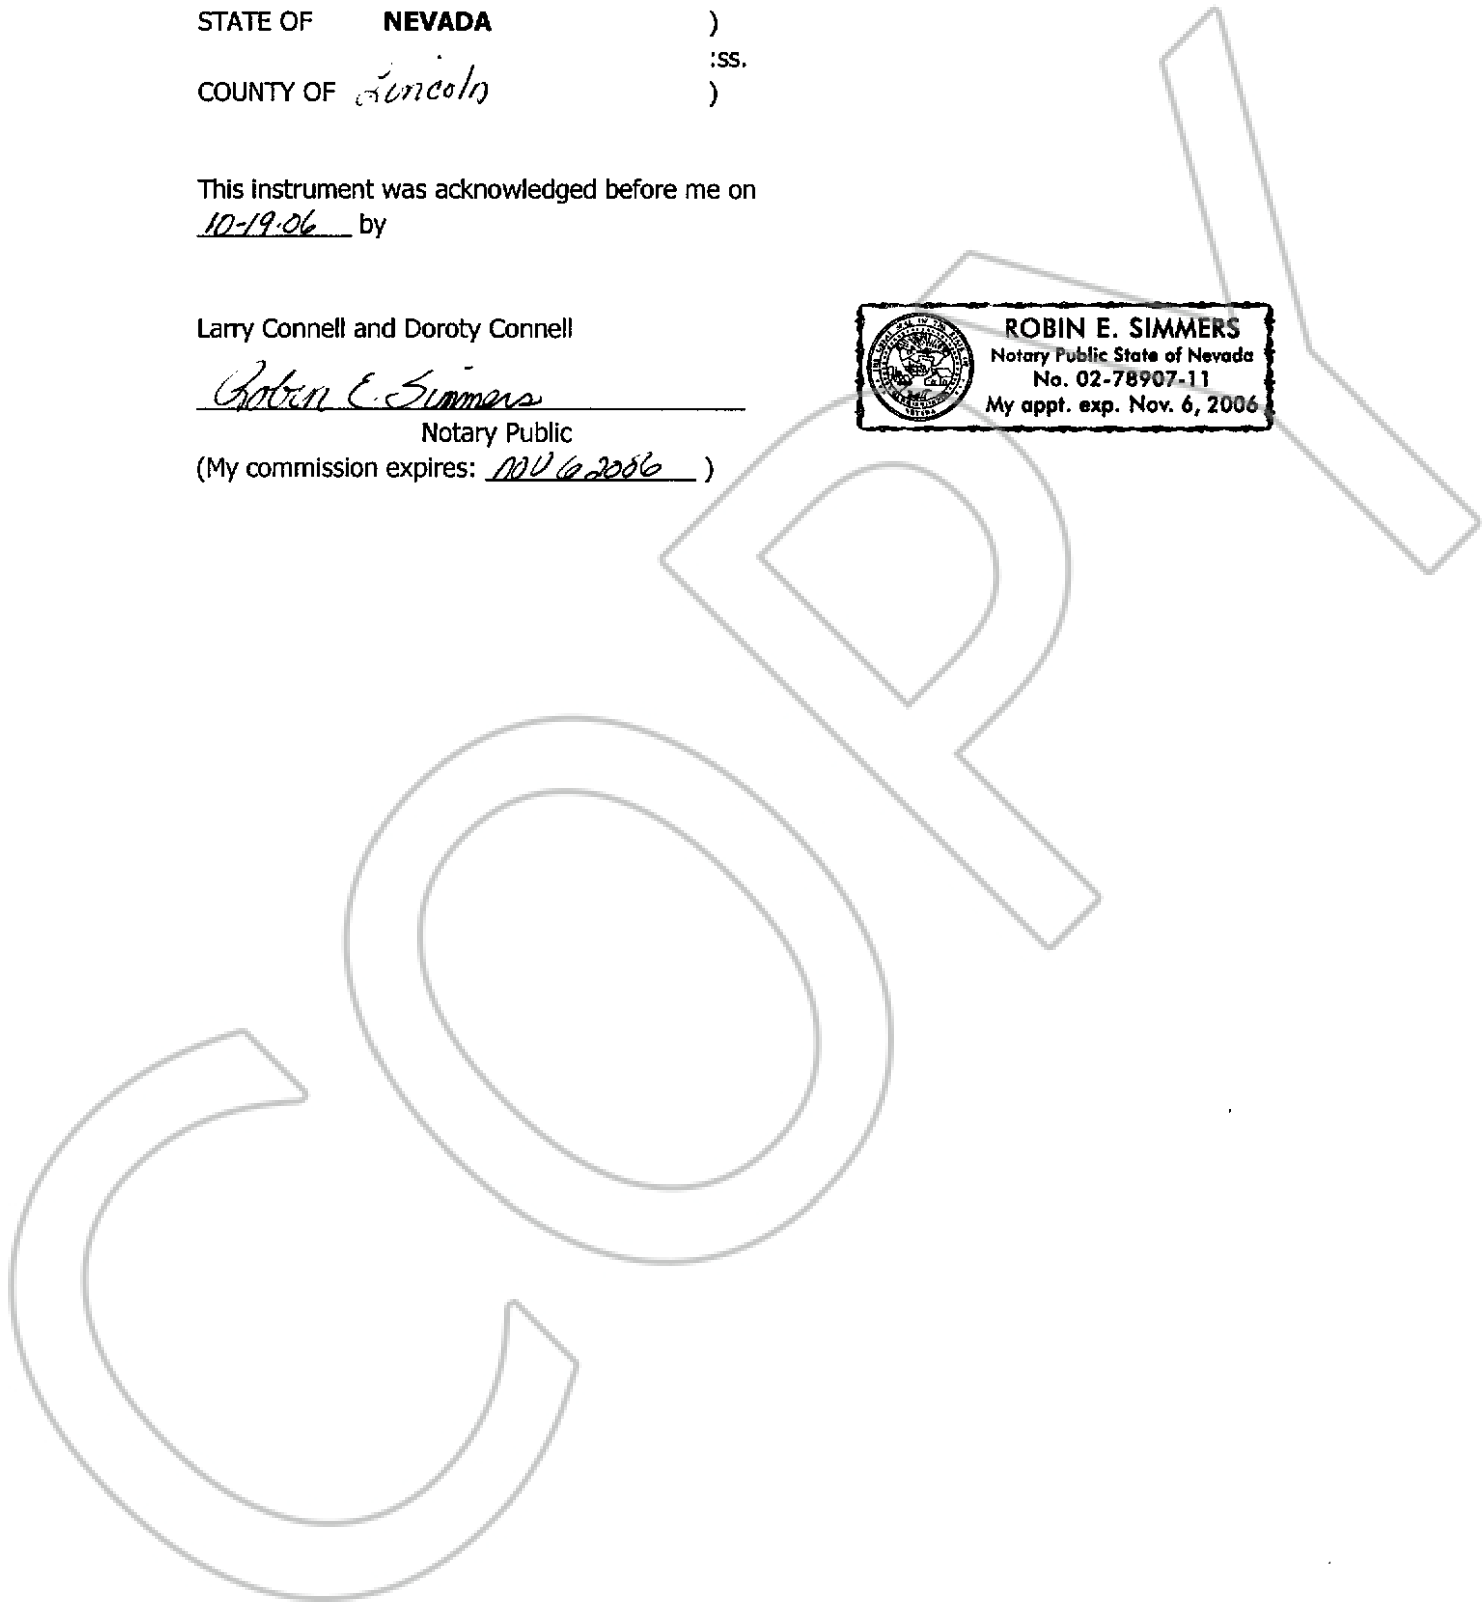 STATE OF NEVADA )
:ss.
COUNTY OF Lincoln )
This instrument was acknowledged before me on
10-19-06 by
Larry Connell and Doroty Connell
Robin E. Simmers
Notary Public
(My commission expires: NOV 6 2006 )
ROBIN E. SIMMERS
Notary Public State of Nevada
No. 02-78907-11
My appt. exp. Nov. 6, 2006
COPY